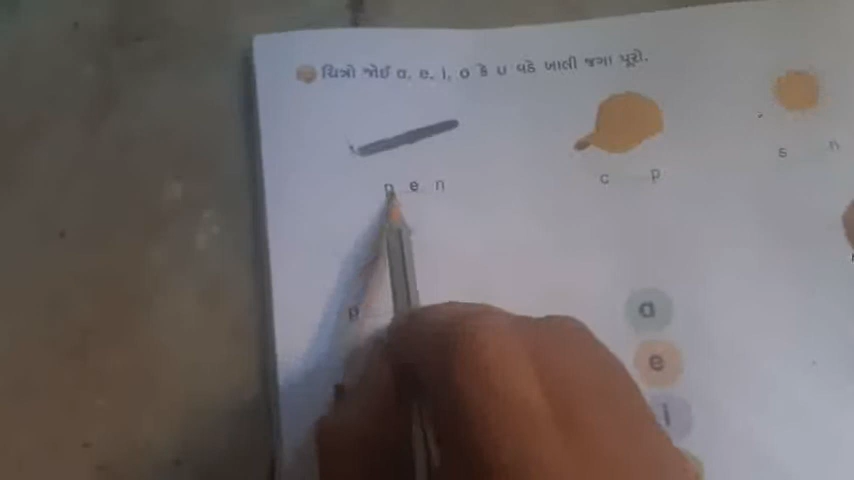 ચિત્રો જોઈ a, e, i, o કે u વડે ખાલી જગા પૂરો.
p e n
c p
s n
p
a
e
i